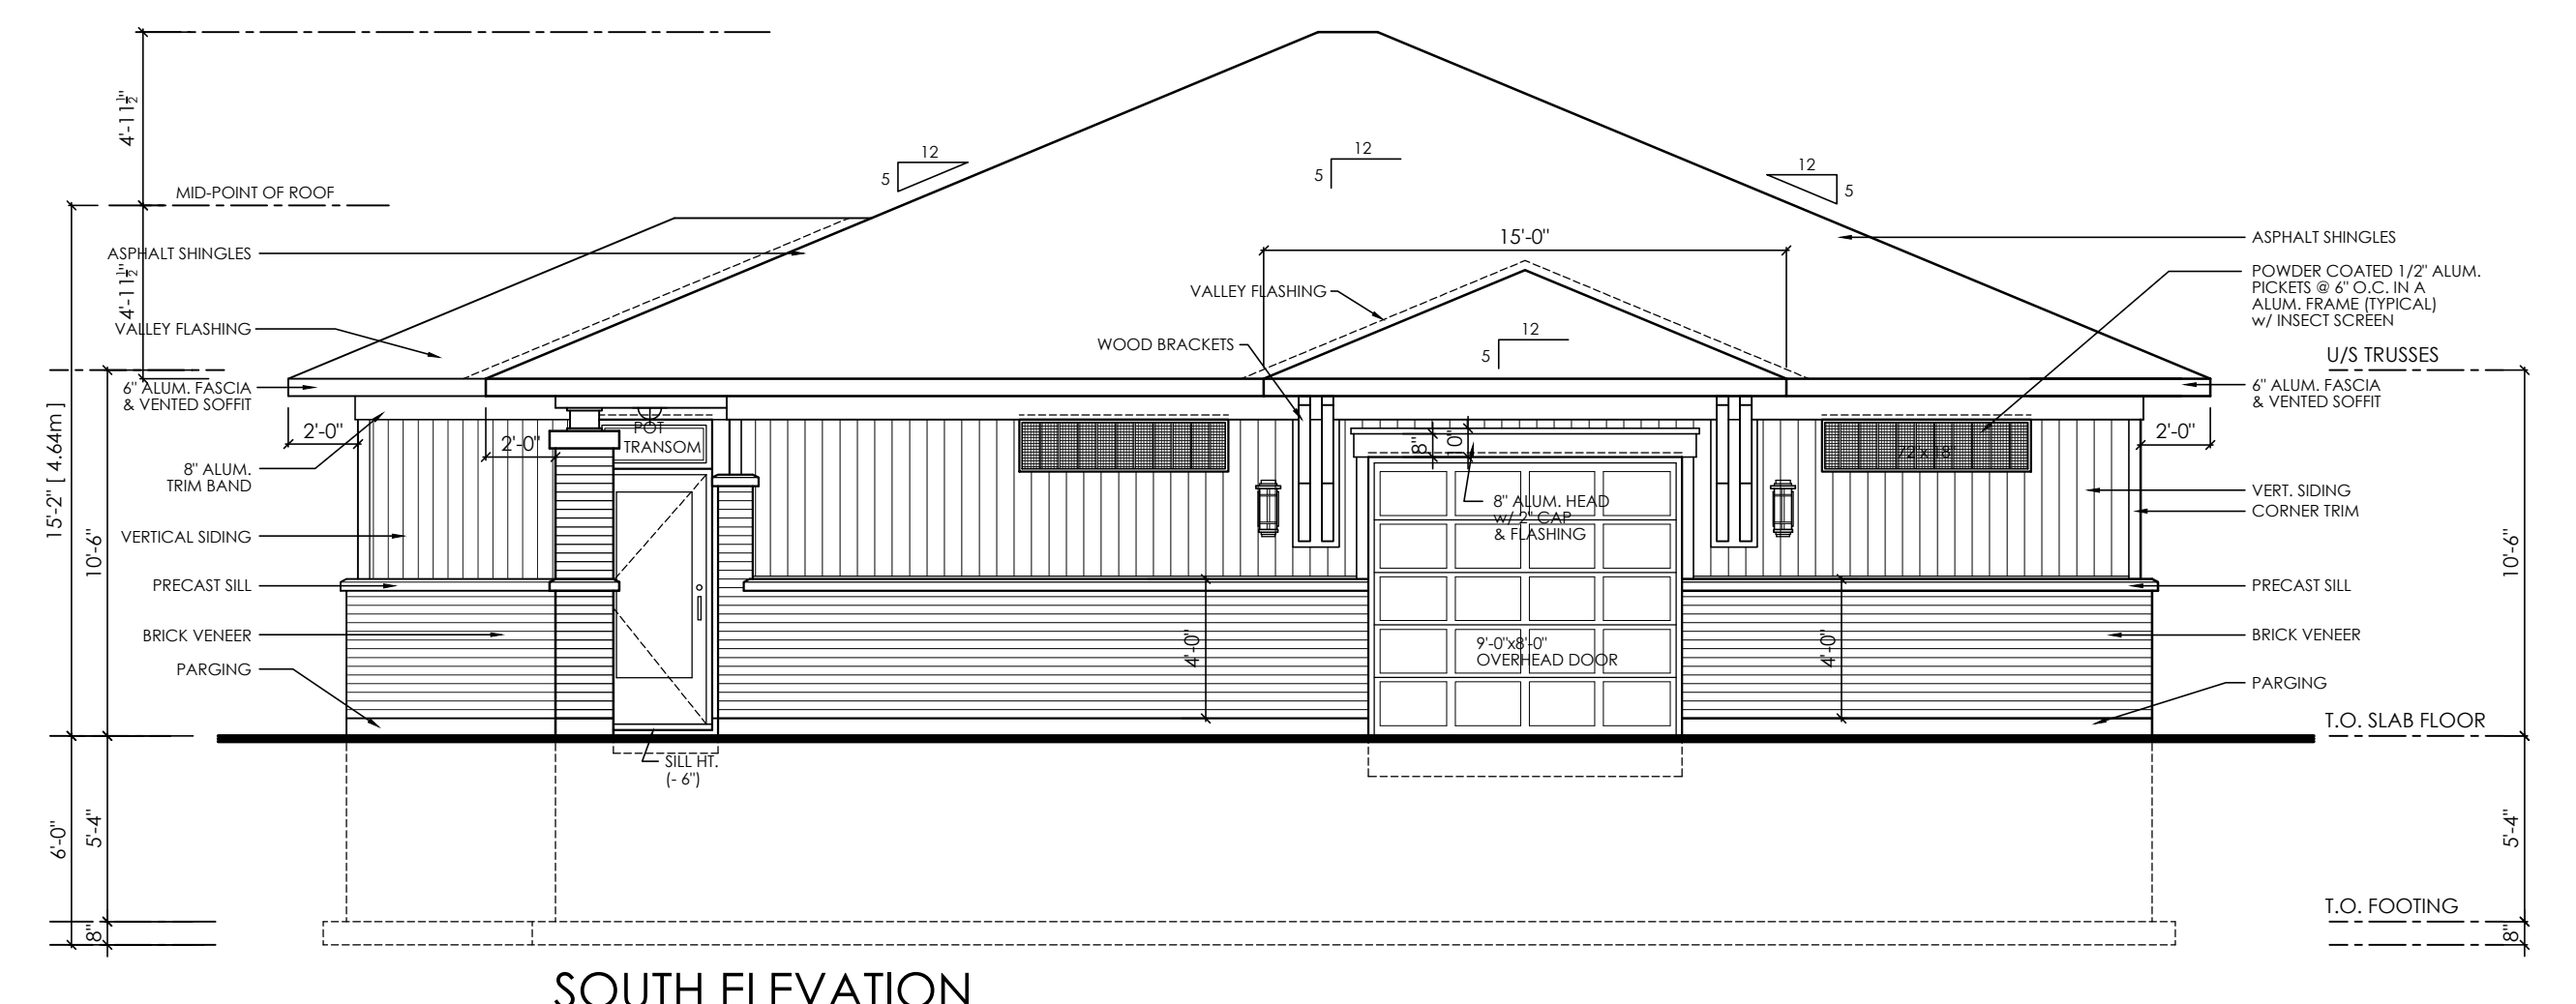 4'-11 1/2"
12
5
12
5
12
5
MID-POINT OF ROOF
ASPHALT SHINGLES
4'-11 1/2"
VALLEY FLASHING
6" ALUM. FASCIA
& VENTED SOFFIT
2'-0"
2'-0"
8" ALUM.
TRIM BAND
VERTICAL SIDING
PRECAST SILL
BRICK VENEER
PARGING
15'-2" [ 4.64m ]
10'-6"
6'-0"
5'-4"
8"
POT
TRANSOM
SILL HT.
(- 6")
15'-0"
VALLEY FLASHING
WOOD BRACKETS
12
5
8"
1'-0"
8" ALUM. HEAD
w/ 2" CAP
& FLASHING
9'-0"x8'-0"
OVERHEAD DOOR
4'-0"
4'-0"
72 x 18"
ASPHALT SHINGLES
POWDER COATED 1/2" ALUM.
PICKETS @ 6" O.C. IN A
ALUM. FRAME (TYPICAL)
w/ INSECT SCREEN
U/S TRUSSES
6" ALUM. FASCIA
& VENTED SOFFIT
2'-0"
VERT. SIDING
CORNER TRIM
PRECAST SILL
BRICK VENEER
PARGING
10'-6"
T.O. SLAB FLOOR
5'-4"
T.O. FOOTING
8"
SOUTH ELEVATION